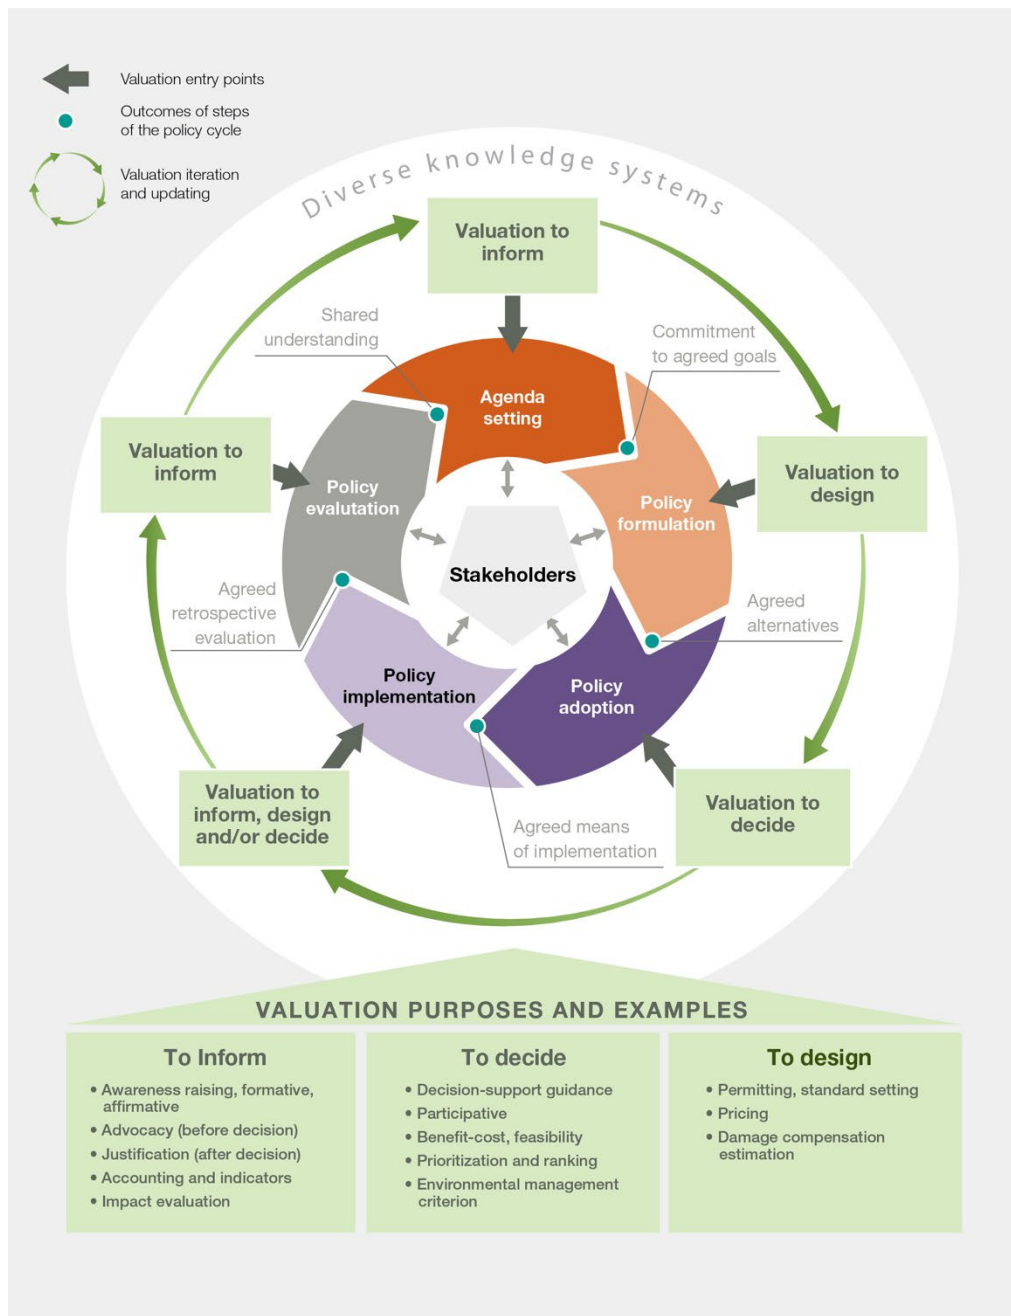 Valuation entry points
Outcomes of steps
of the policy cycle
Valuation iteration
and updating
Diverse knowledge systems
Valuation to
inform
Shared
understanding
Commitment
to agreed goals
Agenda
setting
Valuation to
inform
Valuation to
design
Policy
evalutation
Policy
formulation
Stakeholders
Agreed
retrospective
evaluation
Agreed
alternatives
Policy
implementation
Policy
adoption
Valuation to
inform, design
and/or decide
Valuation to
decide
Agreed means
of implementation
VALUATION PURPOSES AND EXAMPLES
To Inform
• Awareness raising, formative,
affirmative
• Advocacy (before decision)
• Justification (after decision)
• Accounting and indicators
• Impact evaluation
To decide
• Decision-support guidance
• Participative
• Benefit-cost, feasibility
• Prioritization and ranking
• Environmental management
criterion
To design
• Permitting, standard setting
• Pricing
• Damage compensation
estimation